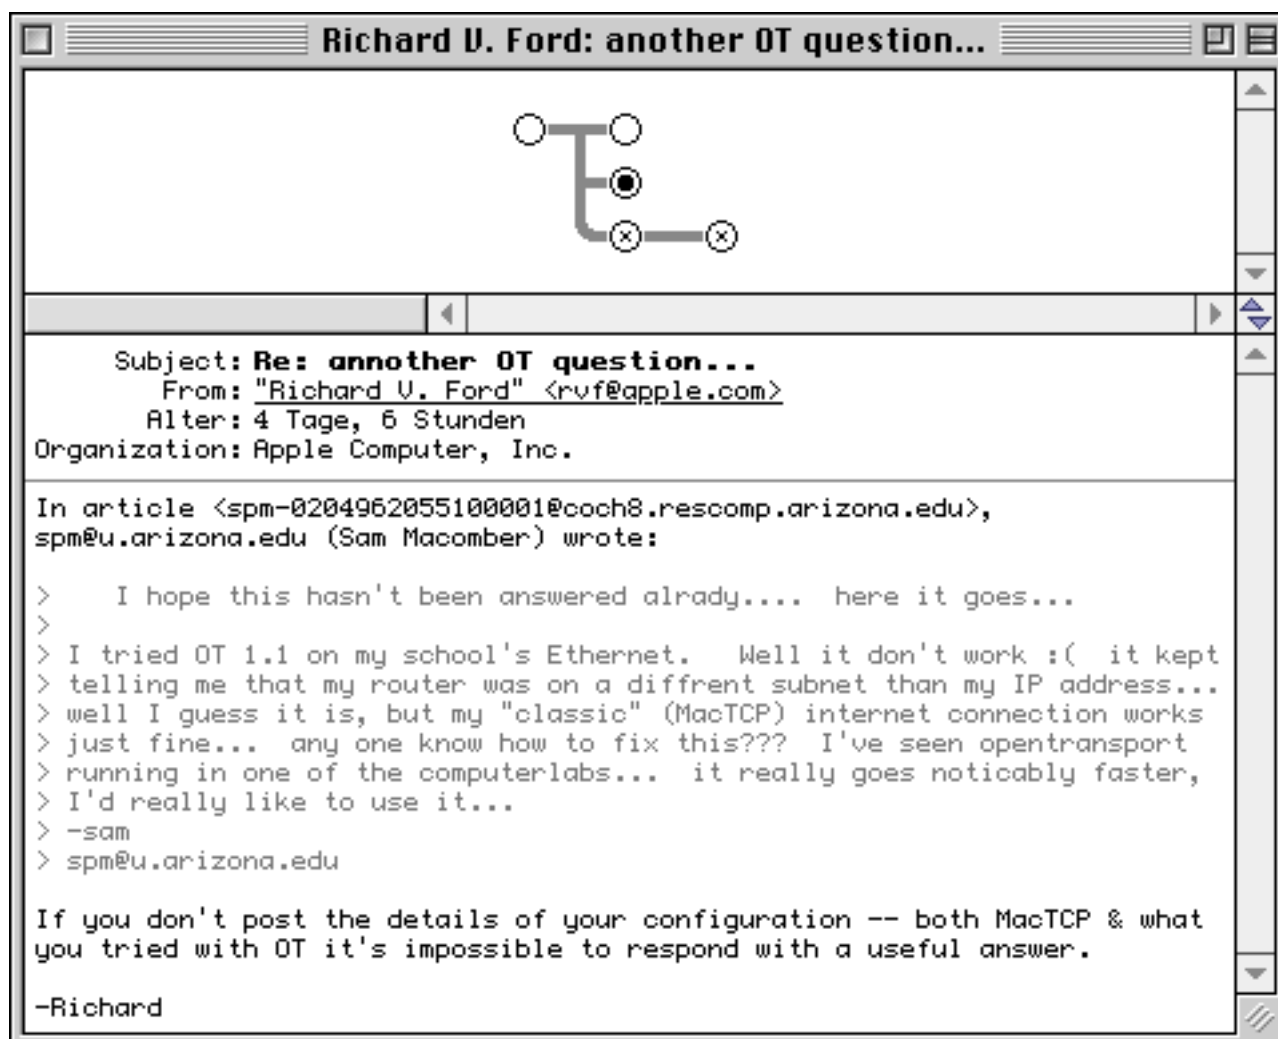 Richard V. Ford: another OT question...
Subject: Re: annother OT question...
From: "Richard V. Ford" <rvf@apple.com>
Alter: 4 Tage, 6 Stunden
Organization: Apple Computer, Inc.
In article <spm-0204962055100001@coch8.rescomp.arizona.edu>,
spm@u.arizona.edu (Sam Macomber) wrote:
>    I hope this hasn't been answered alrady....  here it goes...
>
> I tried OT 1.1 on my school's Ethernet.   Well it don't work :(  it kept
> telling me that my router was on a diffrent subnet than my IP address...
> well I guess it is, but my "classic" (MacTCP) internet connection works
> just fine...  any one know how to fix this???  I've seen opentransport
> running in one of the computerlabs...  it really goes noticably faster,
> I'd really like to use it...
> -sam
> spm@u.arizona.edu
If you don't post the details of your configuration -- both MacTCP & what
you tried with OT it's impossible to respond with a useful answer.
-Richard